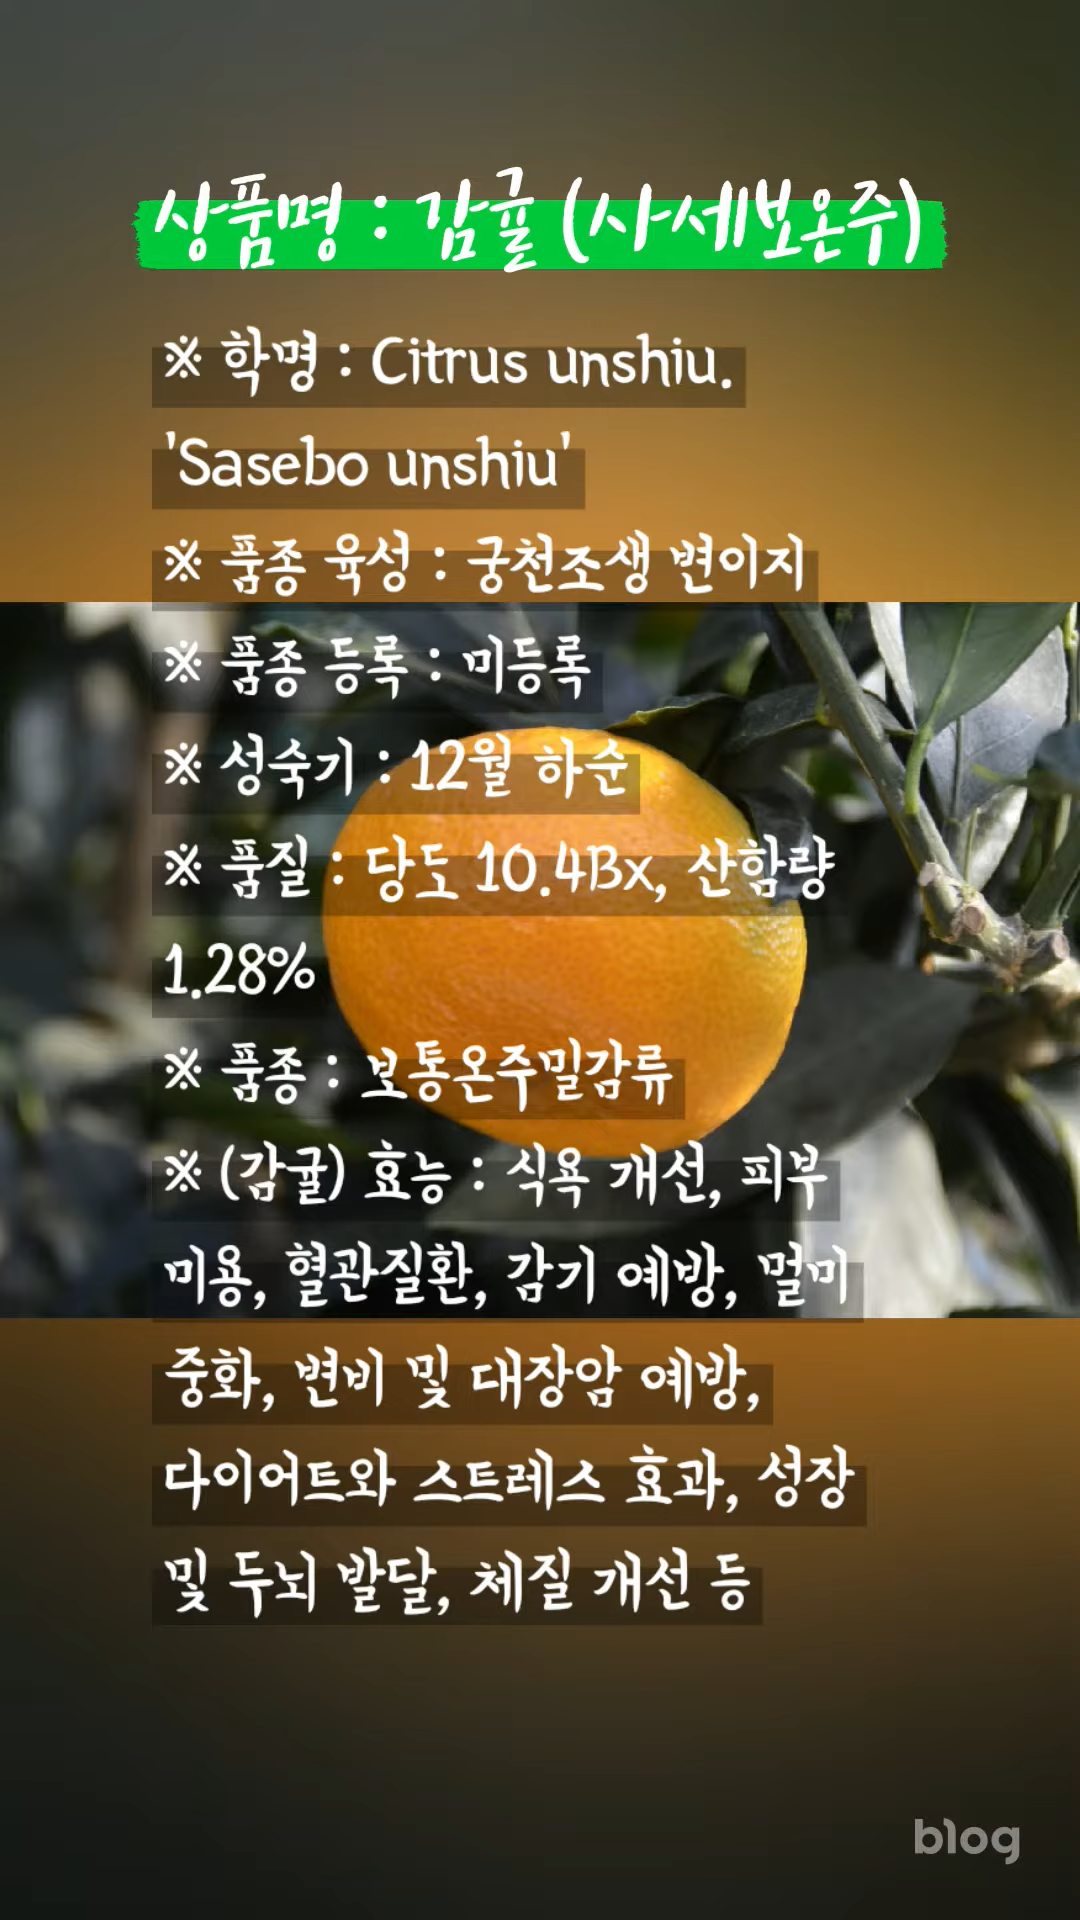 상품명 : 감귤 (사세보온주)
※ 학명 : Citrus unshiu.
'Sasebo unshiu'
※ 품종 육성 : 궁천조생 변이지
※ 품종 등록 : 미등록
※ 성숙기 : 12월 하순
※ 품질 : 당도 10.4Bx, 산함량
1.28%
※ 품종 : 보통온주밀감류
※ (감귤) 효능 : 식욕 개선, 피부
미용, 혈관질환, 감기 예방, 멀미
중화, 변비 및 대장암 예방,
다이어트와 스트레스 효과, 성장
및 두뇌 발달, 체질 개선 등
blog